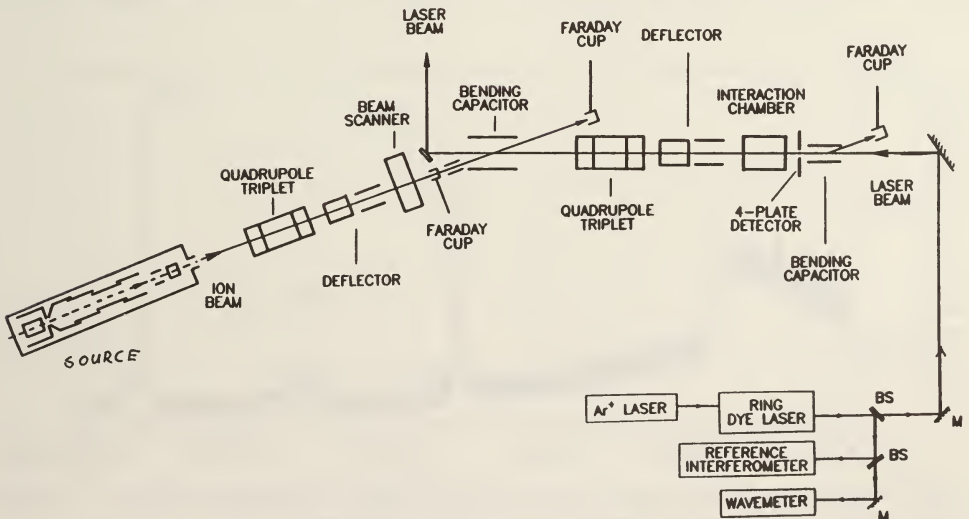 LASER
BEAM
FARADAY
CUP
DEFLECTOR
FARADAY
CUP
BEAM
SCANNER
BENDING
CAPACITOR
INTERACTION
CHAMBER
QUADRUPOLE
TRIPLET
FARADAY
CUP
QUADRUPOLE
TRIPLET
4-PLATE
DETECTOR
LASER
BEAM
DEFLECTOR
BENDING
CAPACITOR
ION
BEAM
SOURCE
Ar+ LASER
RING
DYE LASER
BS
M
REFERENCE
INTERFEROMETER
BS
WAVEMETER
M